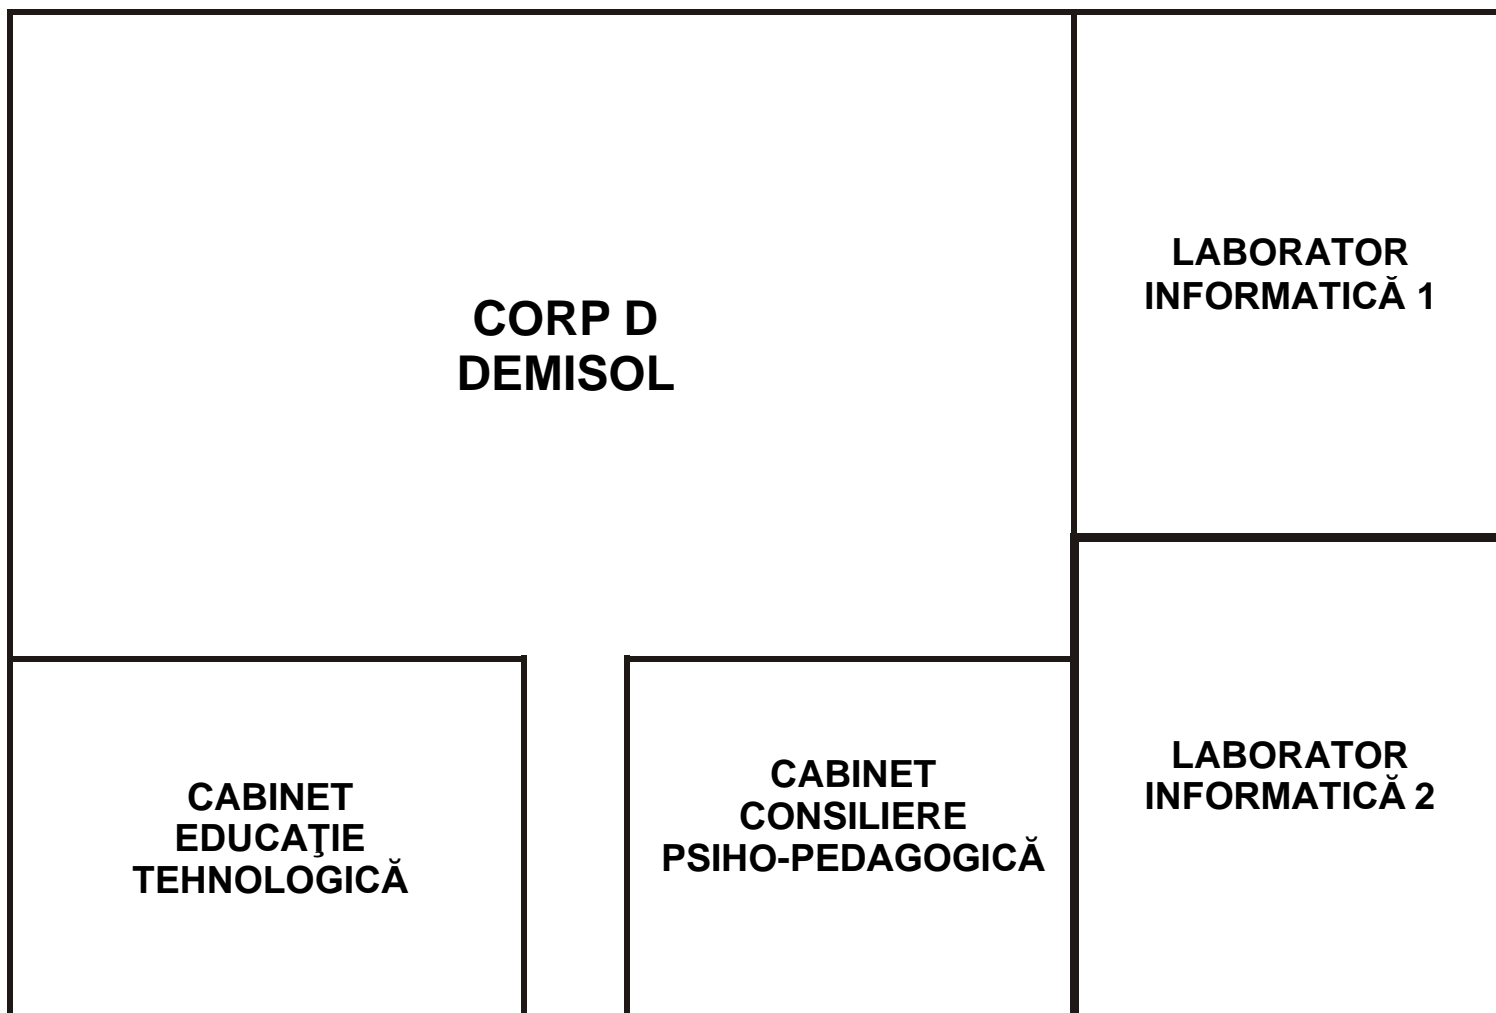 CORP D
DEMISOL
LABORATOR
INFORMATICĂ 1
CABINET
EDUCAŢIE
TEHNOLOGICĂ
CABINET
CONSILIERE
PSIHO-PEDAGOGICĂ
LABORATOR
INFORMATICĂ 2